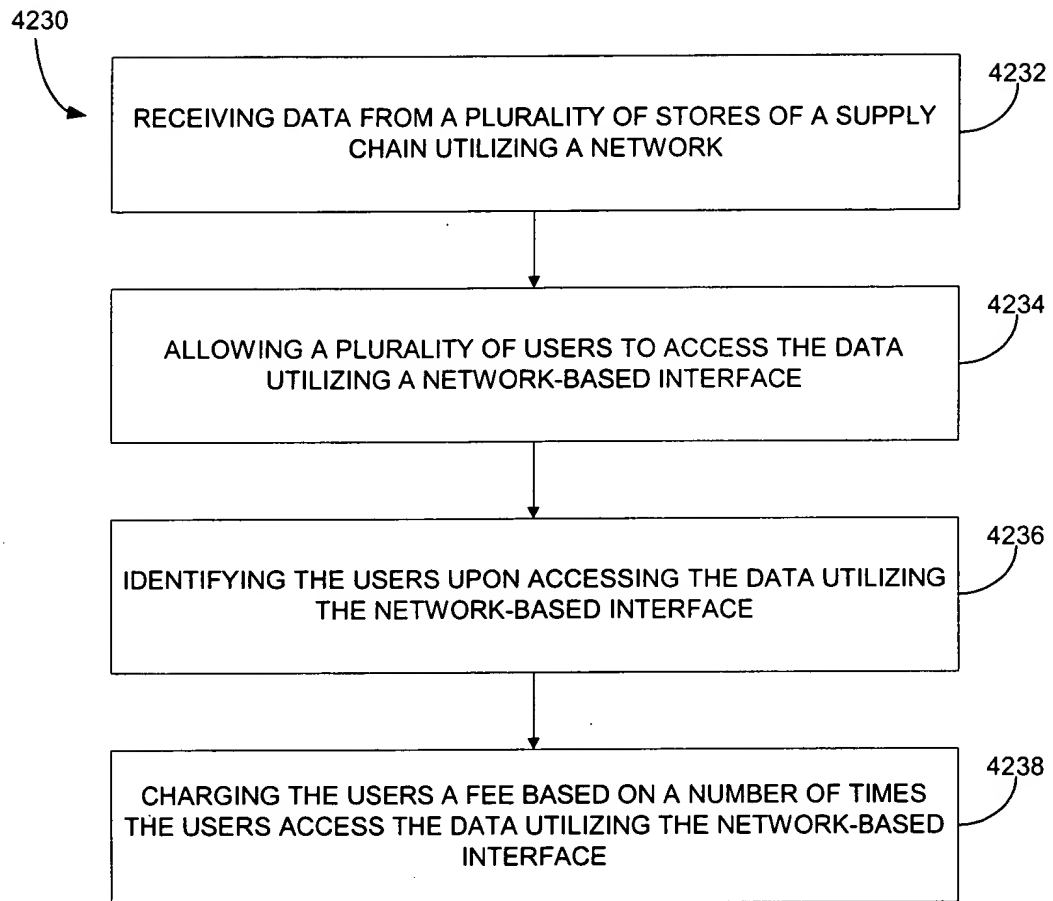 4230
4232
RECEIVING DATA FROM A PLURALITY OF STORES OF A SUPPLY
CHAIN UTILIZING A NETWORK
4234
ALLOWING A PLURALITY OF USERS TO ACCESS THE DATA
UTILIZING A NETWORK-BASED INTERFACE
4236
IDENTIFYING THE USERS UPON ACCESSING THE DATA UTILIZING
THE NETWORK-BASED INTERFACE
4238
CHARGING THE USERS A FEE BASED ON A NUMBER OF TIMES
THE USERS ACCESS THE DATA UTILIZING THE NETWORK-BASED
INTERFACE